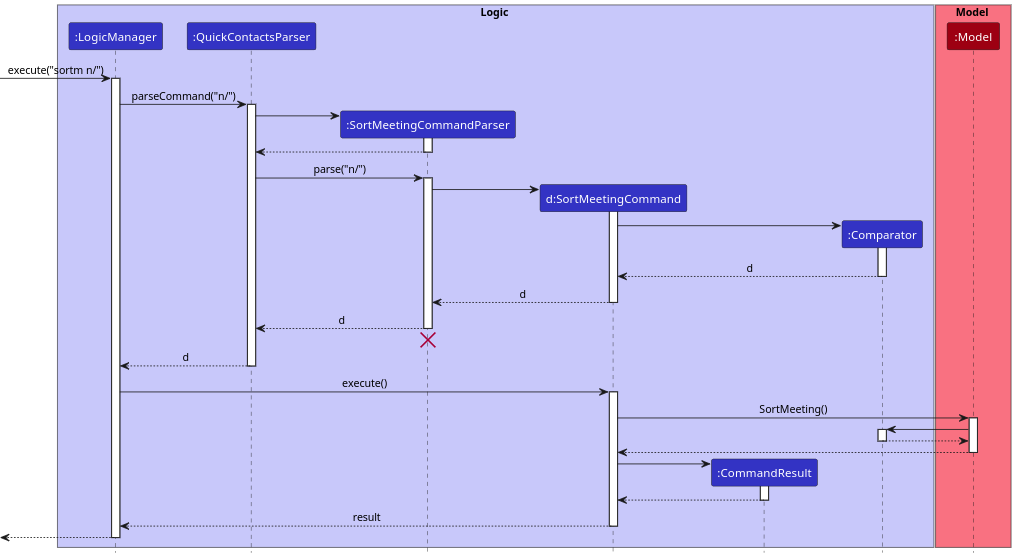 Logic
Model
:LogicManager
:QuickContactsParser
:Model
execute("sortm n/")
parseCommand("n/")
:SortMeetingCommandParser
parse("n/")
d:SortMeetingCommand
:Comparator
d
d
d
d
execute()
SortMeeting()
:CommandResult
result